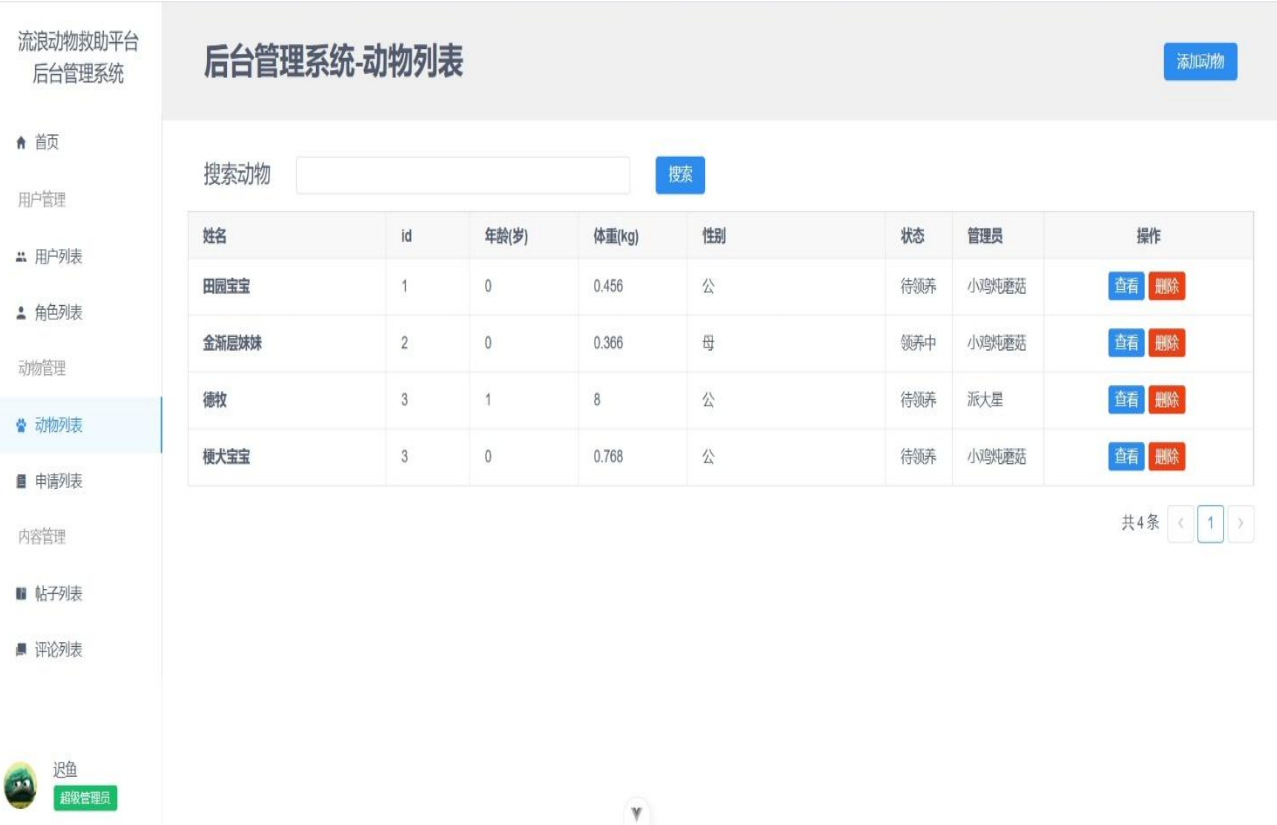 流浪动物救助平台
后台管理系统
后台管理系统-动物列表
添加动物
首页
用户管理
用户列表
角色列表
动物管理
动物列表
申请列表
内容管理
帖子列表
评论列表
迟鱼
超级管理员
搜索动物 搜索
姓名 id 年龄(岁) 体重(kg) 性别 状态 管理员 操作
田园宝宝 1 0 0.456 公 待领养 小鸡炖蘑菇 查看 删除
金渐层妹妹 2 0 0.366 母 领养中 小鸡炖蘑菇 查看 删除
德牧 3 1 8 公 待领养 派大星 查看 删除
梗犬宝宝 3 0 0.768 公 待领养 小鸡炖蘑菇 查看 删除
共 4 条 < 1 >